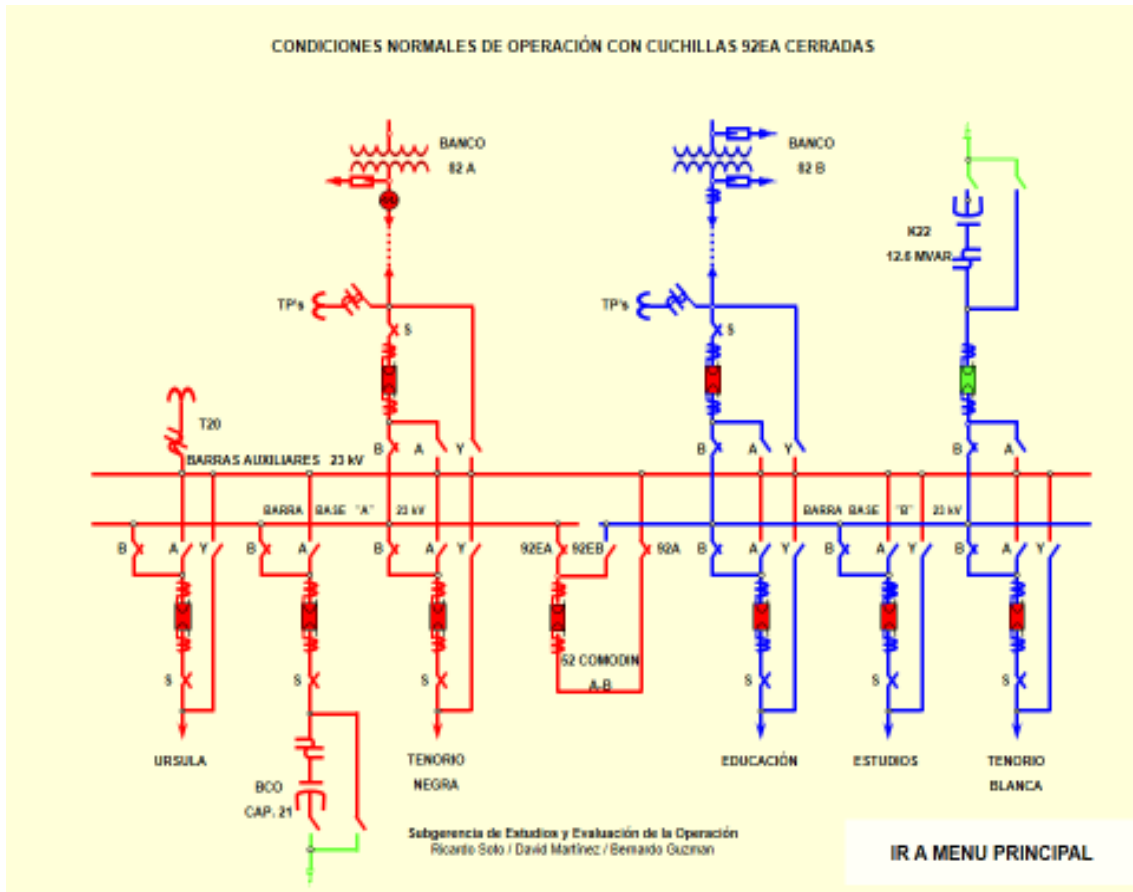 CONDICIONES NORMALES DE OPERACIÓN CON CUCHILLAS 92EA CERRADAS
BANCO
82 A
BANCO
82 B
K22
12.6 MVAR
TP's
S
TP's
S
T20
B
A
Y
B
A
Y
B
A
BARRAS AUXILIARES 23 kV
BARRA BASE "A" 23 kV
BARRA BASE "B" 23 kV
B
A
Y
B
A
B
A
Y
92EA
92EB
92A
B
A
Y
B
A
Y
B
A
Y
52 COMODIN
A-B
S
S
S
S
S
S
URSULA
BCO
CAP. 21
TENORIO
NEGRA
EDUCACIÓN
ESTUDIOS
TENORIO
BLANCA
Subgerencia de Estudios y Evaluación de la Operación
Ricardo Soto / David Martínez / Bernardo Guzman
IR A MENU PRINCIPAL